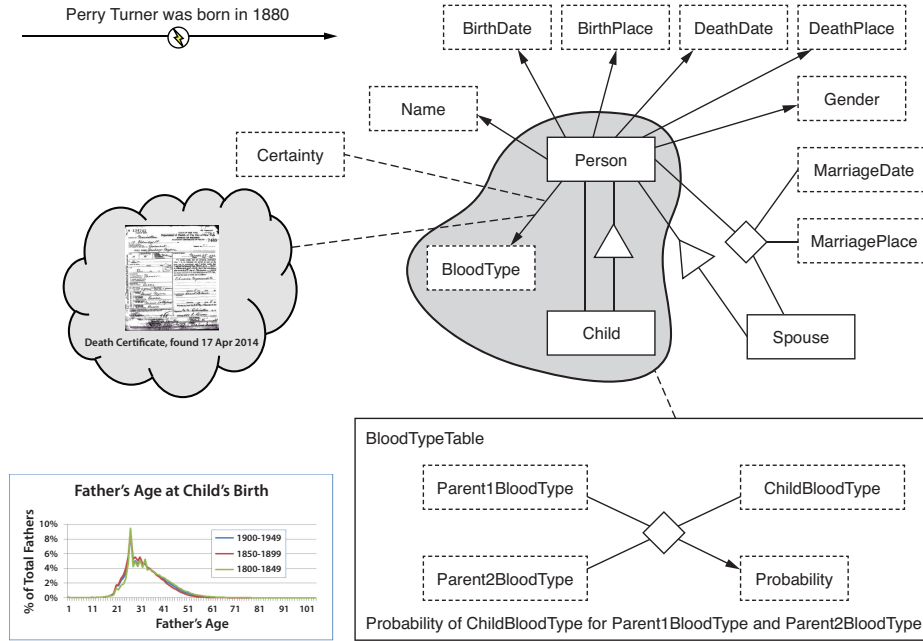 Perry Turner was born in 1880
BirthDate
BirthPlace
DeathDate
DeathPlace
Name
Gender
Certainty
Person
MarriageDate
BloodType
MarriagePlace
Child
Spouse
Death Certificate, found 17 Apr 2014
BloodTypeTable
Parent1BloodType
ChildBloodType
Parent2BloodType
Probability
Probability of ChildBloodType for Parent1BloodType and Parent2BloodType
Father's Age at Child's Birth
% of Total Fathers
10%
8%
6%
4%
2%
0%
1900-1949
1850-1899
1800-1849
1 11 21 31 41 51 61 71 81 91 101
Father's Age